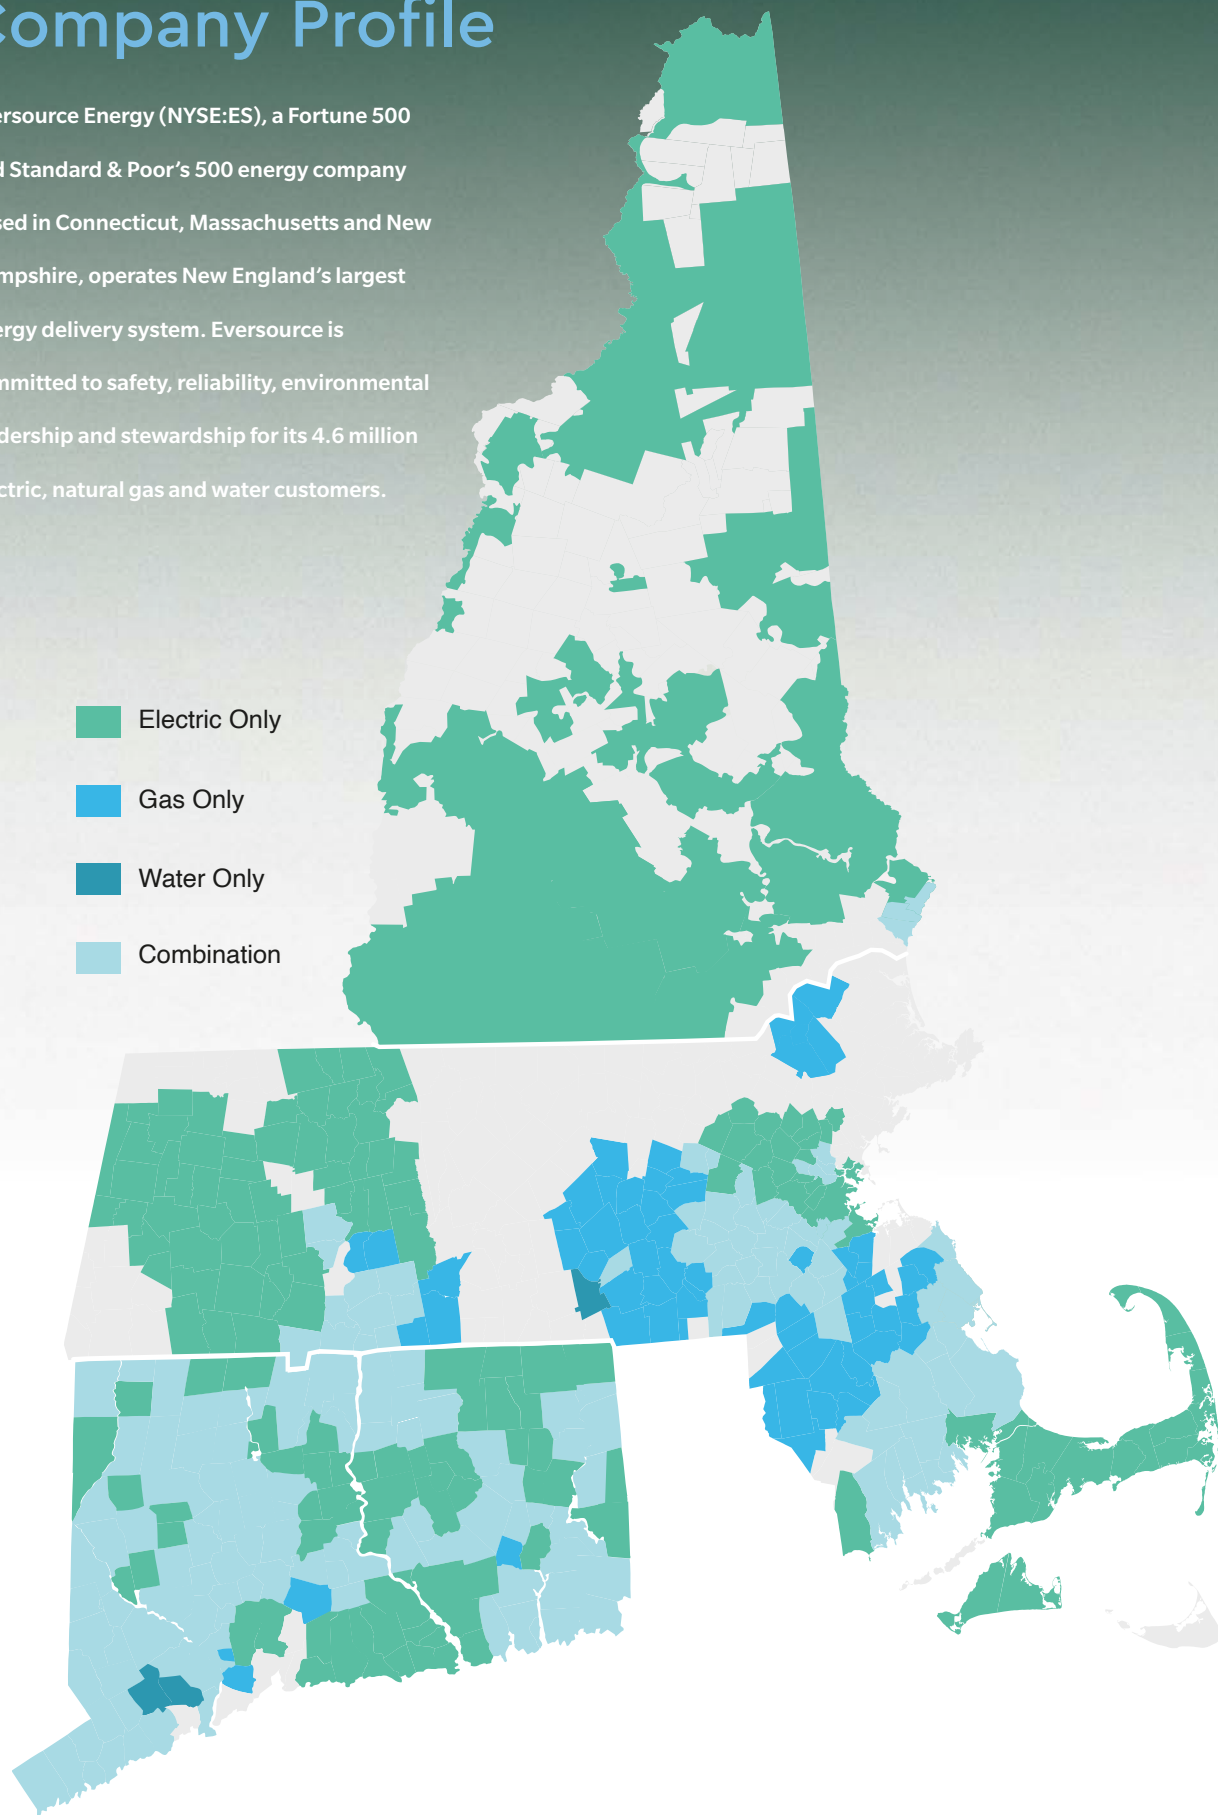 Company Profile
ersource Energy (NYSE:ES), a Fortune 500
d Standard & Poor's 500 energy company
sed in Connecticut, Massachusetts and New
mpshire, operates New England's largest
ergy delivery system. Eversource is
mmitted to safety, reliability, environmental
dership and stewardship for its 4.6 million
ctric, natural gas and water customers.
Electric Only
Gas Only
Water Only
Combination